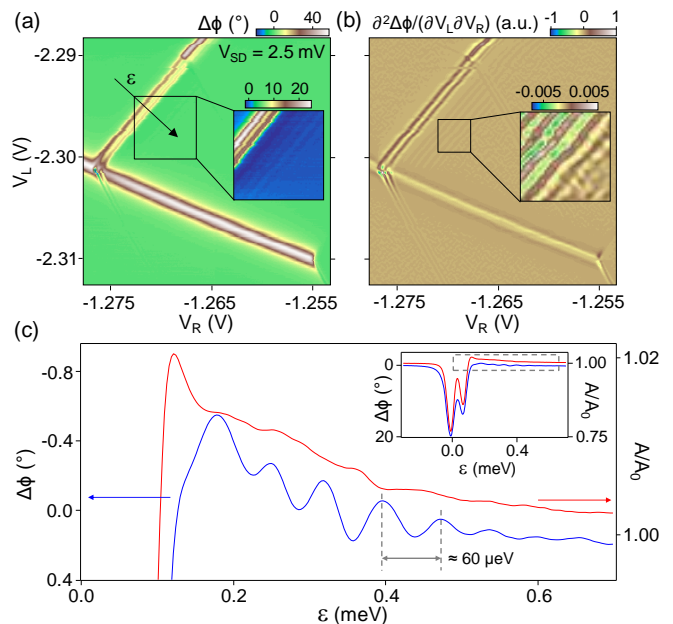 (a) Δϕ (°) 0 40
V_SD = 2.5 mV
ε
0 10 20
-2.29
-2.30
-2.31
V_L (V)
-1.275 -1.265 -1.255
V_R (V)
(b) ∂²Δϕ/(∂V_L∂V_R) (a.u.) -1 0 1
-0.005 0.005
-1.275 -1.265 -1.255
V_R (V)
(c)
-0.8
-0.4
0.0
0.4
Δϕ (°)
0.0 0.2 0.4 0.6
ε (meV)
1.02
1.00
A/A₀
≈ 60 µeV
0
20
Δϕ (°)
0.0 0.4
ε (meV)
1.00
0.75
A/A₀